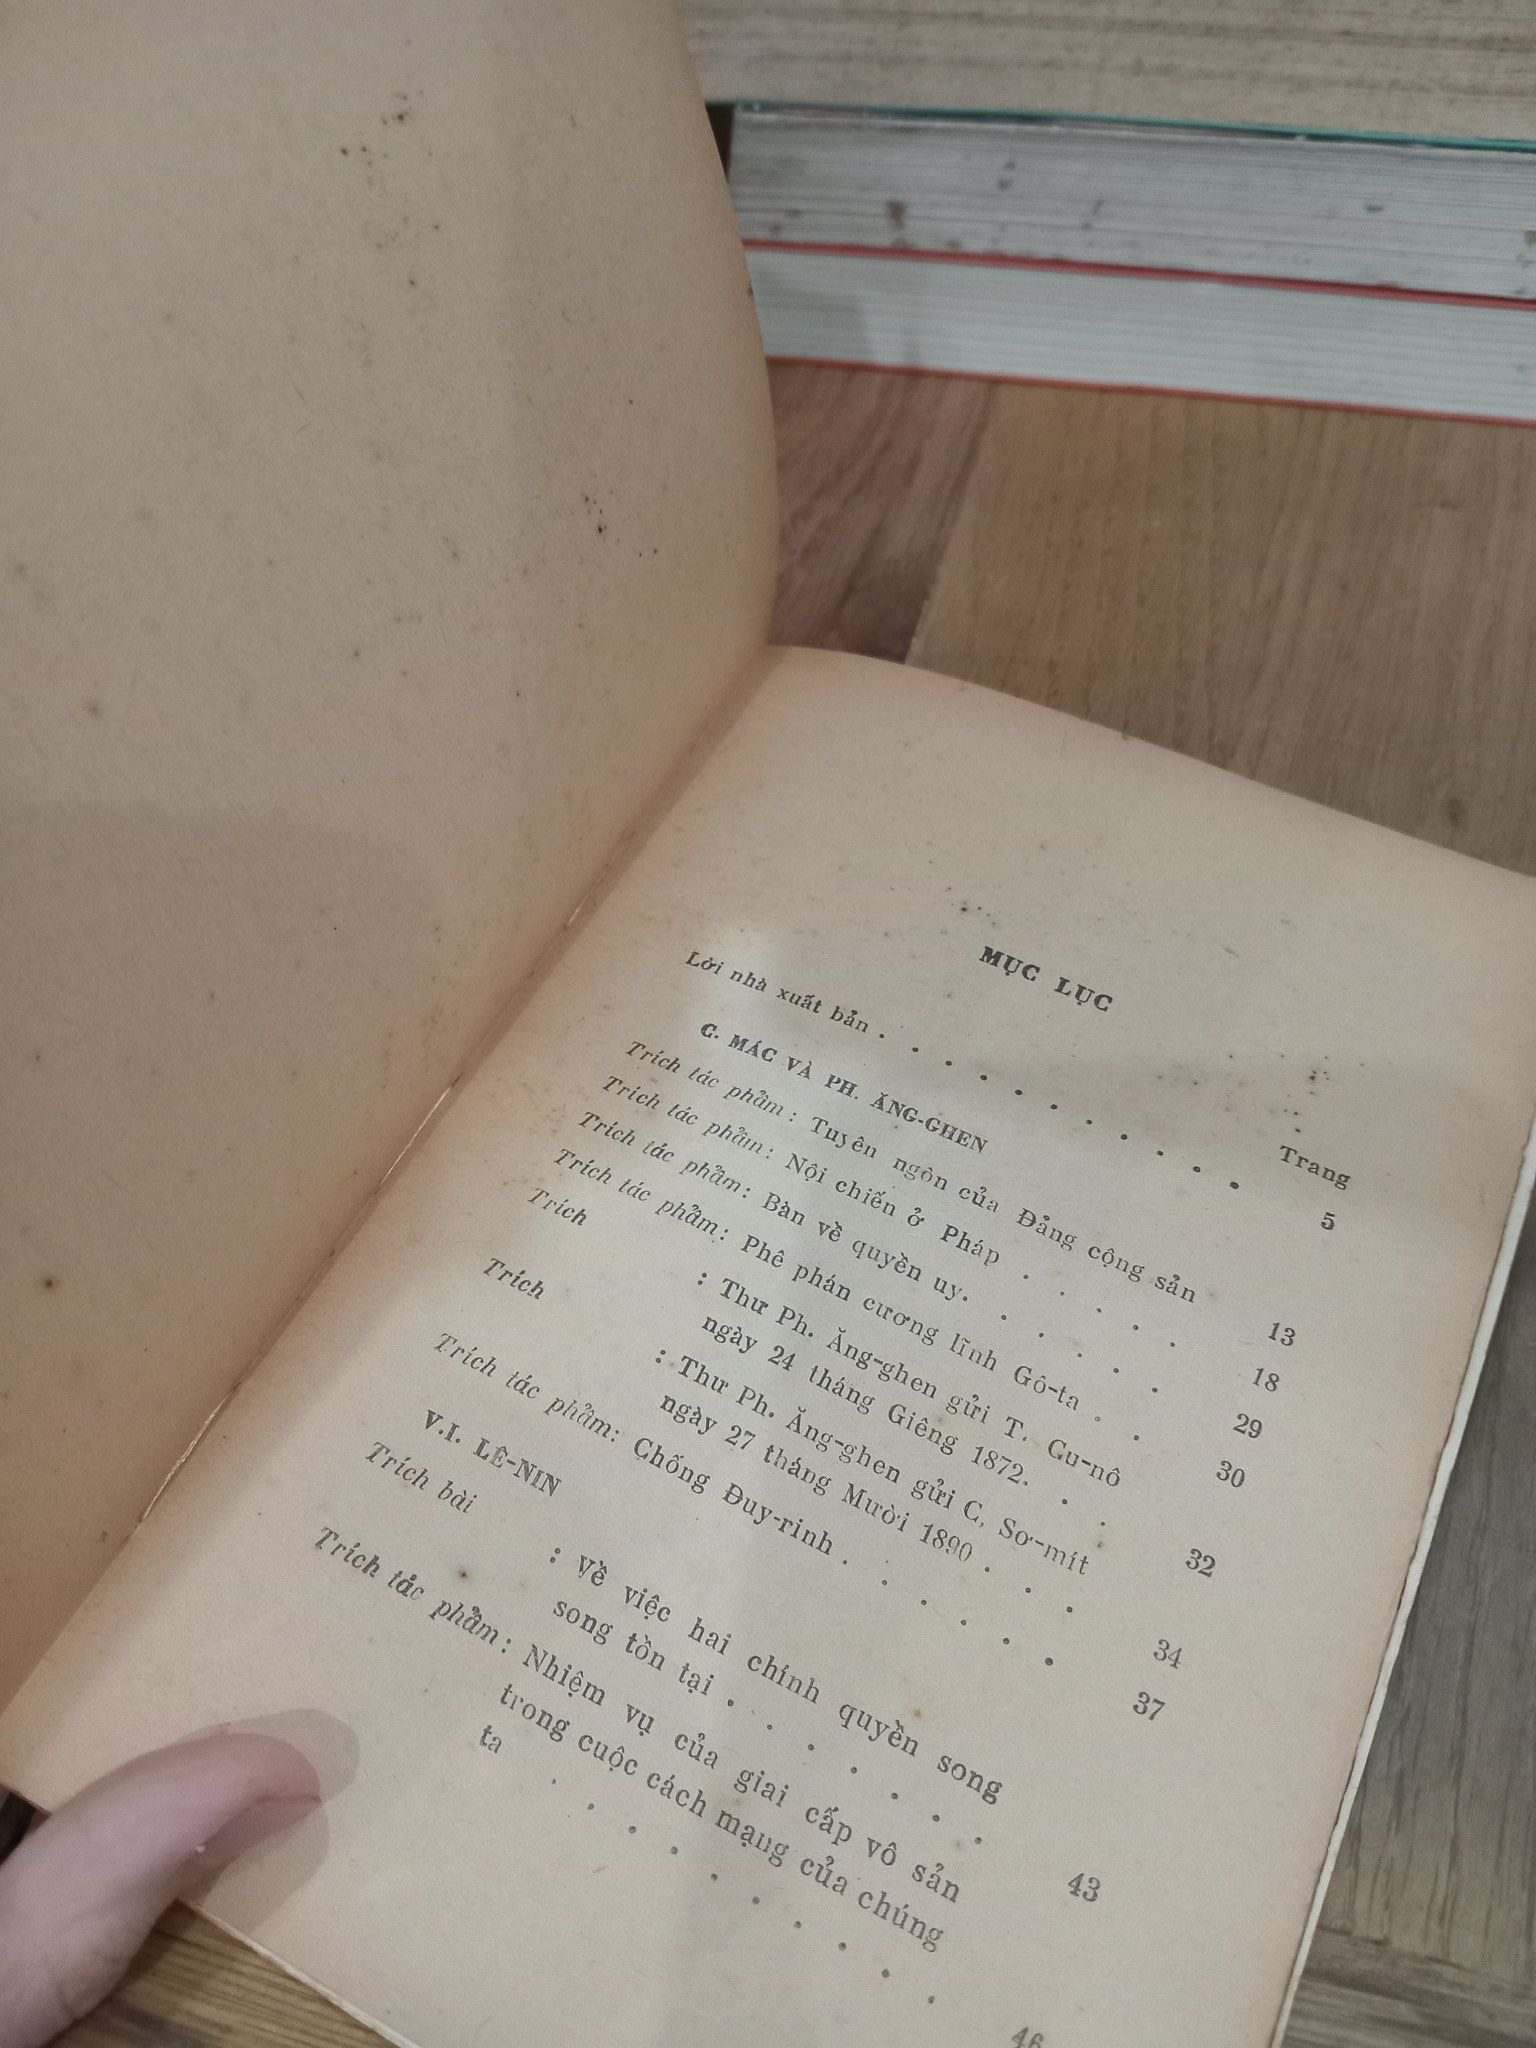 MỤC LỤC
Trang
Lời nhà xuất bản . . . . . . . . . . . 5
C. MÁC VÀ PH. ĂNG-GHEN
Trích tác phẩm : Tuyên ngôn của Đảng cộng sản 13
Trích tác phẩm : Nội chiến ở Pháp . . . . . 18
Trích tác phẩm : Bàn về quyền uy. . . . . . 29
Trích tác phẩm : Phê phán cương lĩnh Gô-ta . . 30
Trích : Thư Ph. Ăng-ghen gửi T. Gu-nô
ngày 24 tháng Giêng 1872. . . 32
Trích : Thư Ph. Ăng-ghen gửi C. Sơ-mít
ngày 27 tháng Mười 1890 . . . 34
Trích tác phẩm : Chống Đuy-rinh . . . . . . 37
V.I. LÊ-NIN
Trích bài : Về việc hai chính quyền song
song tồn tại . . . . . . . 43
Trích tác phẩm : Nhiệm vụ của giai cấp vô sản
trong cuộc cách mạng của chúng
ta . . . . . . . . . . 46